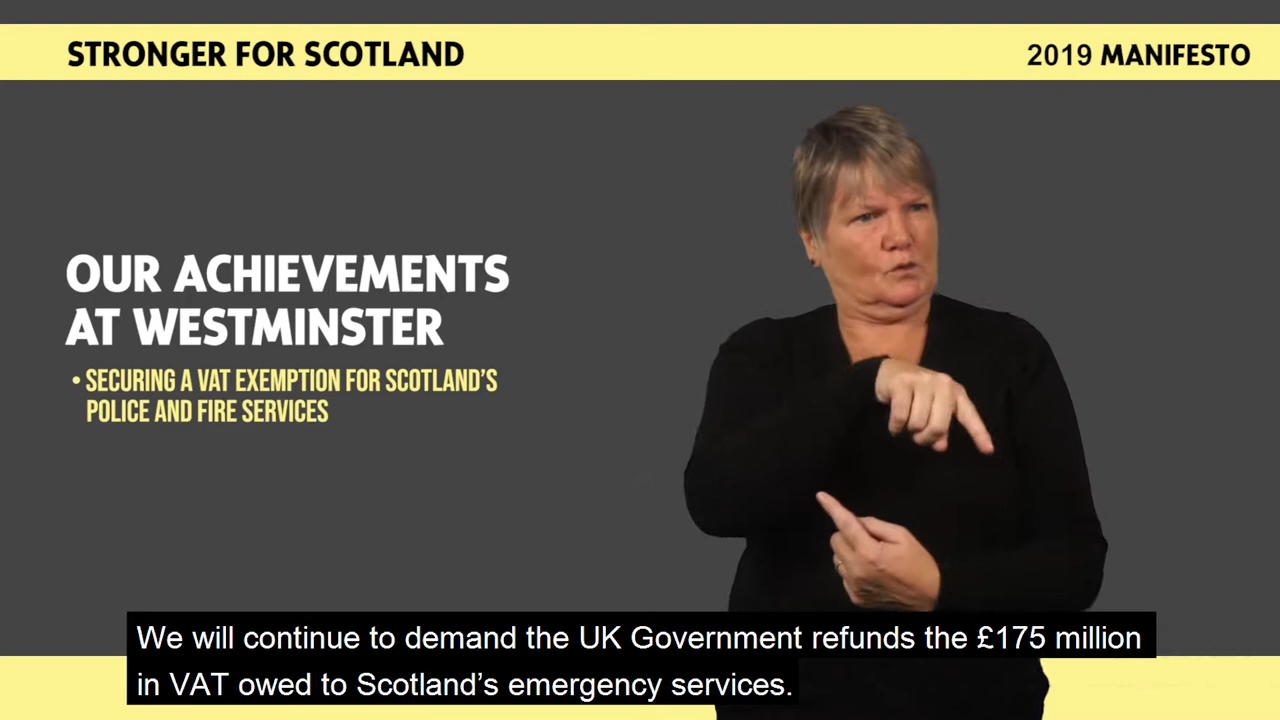 STRONGER FOR SCOTLAND
2019 MANIFESTO
OUR ACHIEVEMENTS
AT WESTMINSTER
• SECURING A VAT EXEMPTION FOR SCOTLAND'S
POLICE AND FIRE SERVICES
We will continue to demand the UK Government refunds the £175 million
in VAT owed to Scotland’s emergency services.